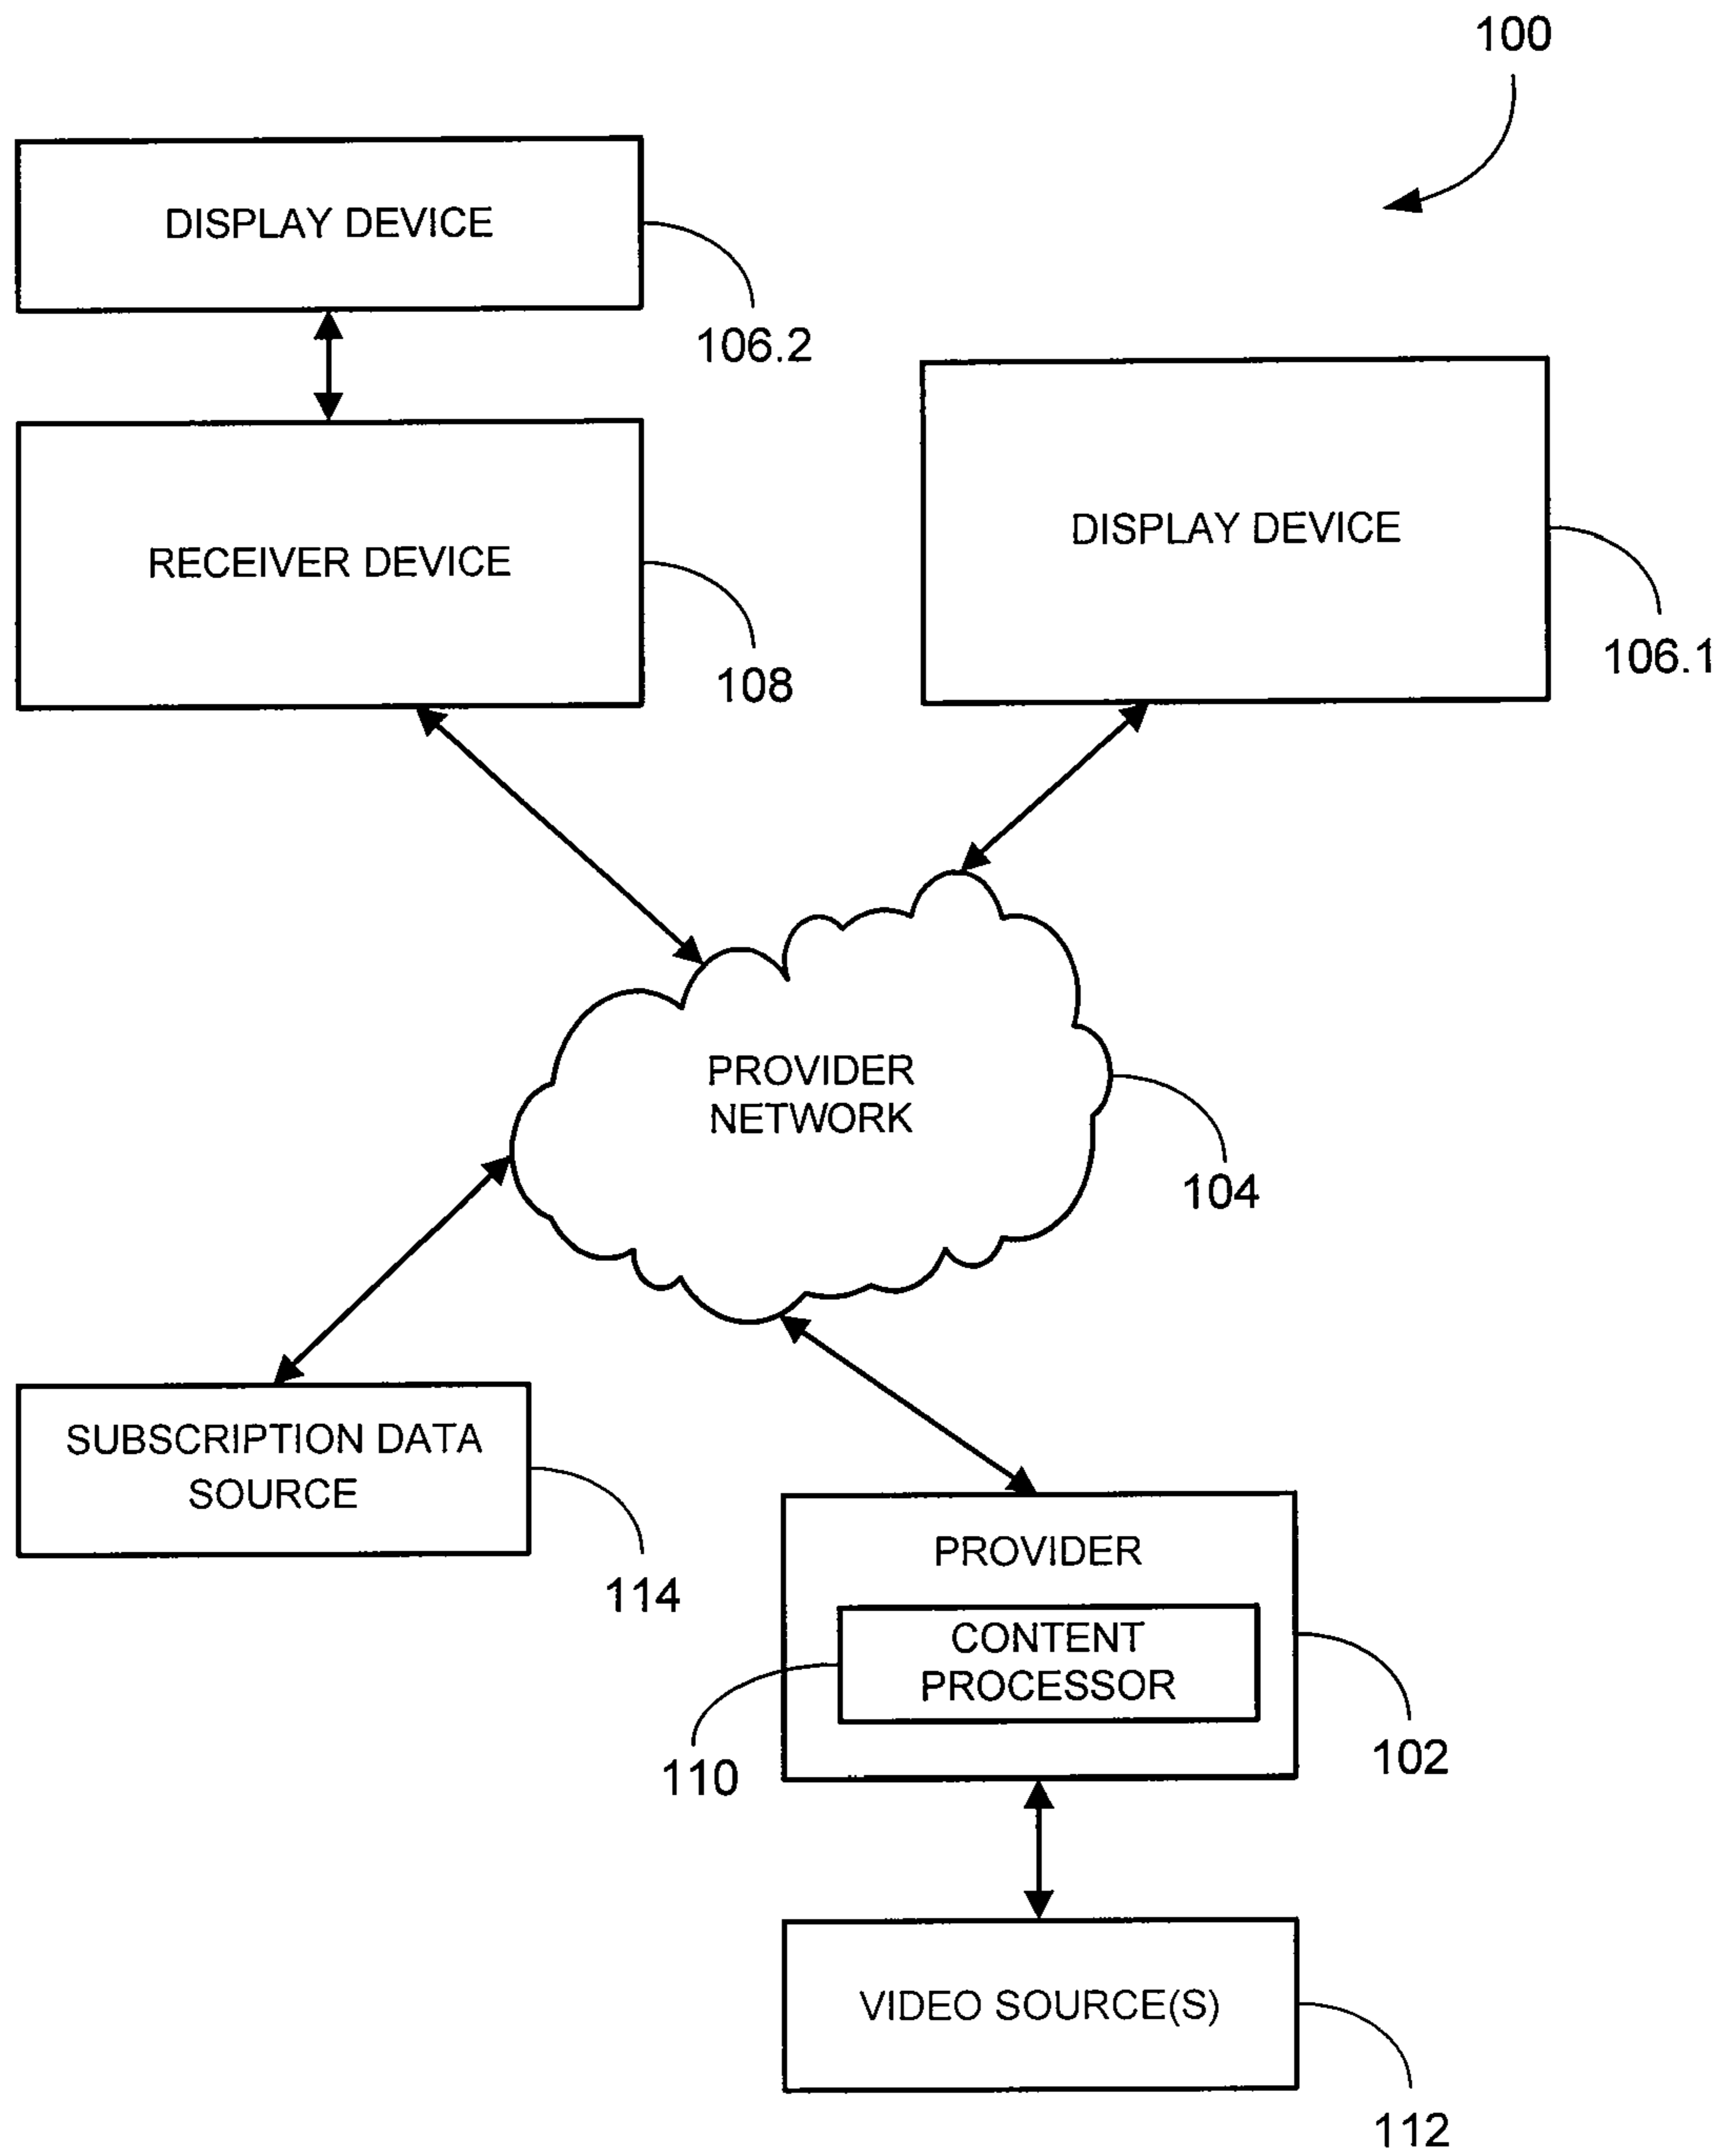 100
DISPLAY DEVICE
106.2
DISPLAY DEVICE
106.1
RECEIVER DEVICE
108
PROVIDER
NETWORK
104
SUBSCRIPTION DATA
SOURCE
114
PROVIDER
CONTENT
PROCESSOR
110
102
VIDEO SOURCE(S)
112